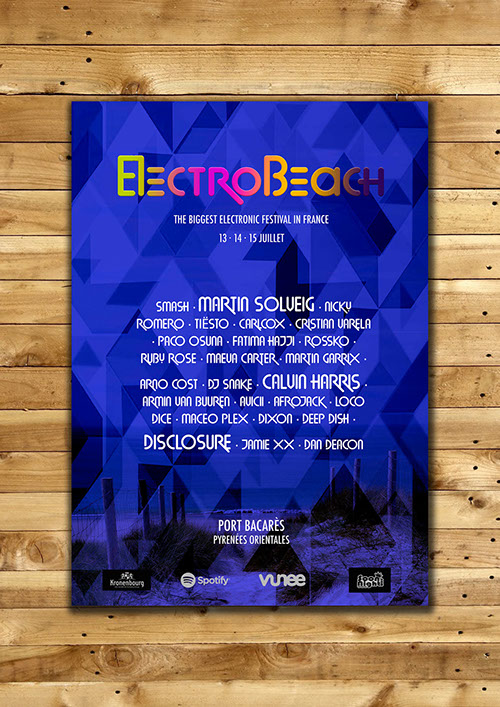 ElectroBeach
THE BIGGEST ELECTRONIC FESTIVAL IN FRANCE
13 · 14 · 15 JUILLET
SMASH · MARTIN SOLVEIG · NICKY
ROMERO · TIËSTO · CARLCOX · CRISTIAN VARELA
· PACO OSUNA · FATIMA HAJJI · ROSSKO ·
RUBY ROSE · MAEVA CARTER · MARTIN GARRIX ·
ARNO COST · DJ SNAKE · CALVIN HARRIS ·
ARMIN VAN BUUREN · AVICII · AFROJACK · LOCO
DICE · MACEO PLEX · DIXON · DEEP DISH ·
DISCLOSURE · JAMIE XX · DAN DEACON
PORT BACARÈS
PYRENÉES ORIENTALES
Kronenbourg
Spotify
vunee